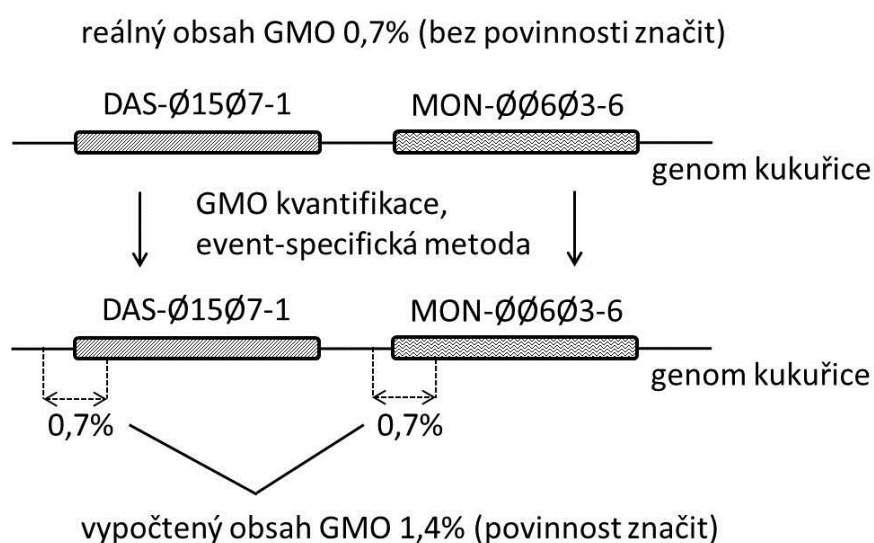 reálný obsah GMO 0,7% (bez povinnosti značit)
DAS-Ø15Ø7-1 MON-ØØ6Ø3-6
genom kukuřice
GMO kvantifikace,
event-specifická metoda
DAS-Ø15Ø7-1 MON-ØØ6Ø3-6
genom kukuřice
0,7% 0,7%
vypočtený obsah GMO 1,4% (povinnost značit)